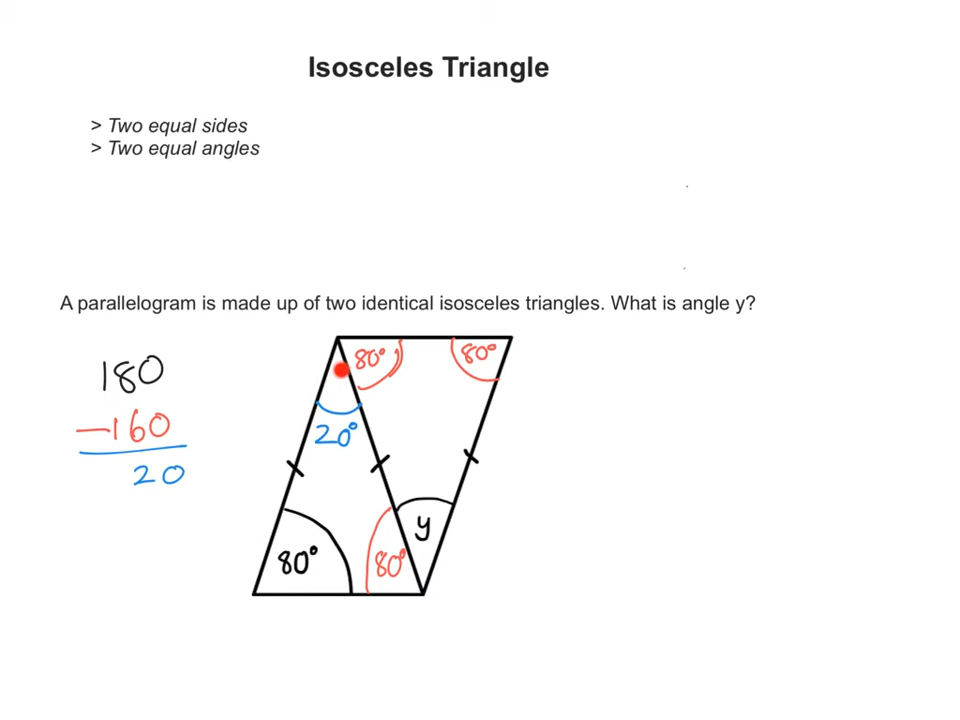 Isosceles Triangle
> Two equal sides
> Two equal angles
A parallelogram is made up of two identical isosceles triangles. What is angle y?
180
-160
20
80°
80°
20°
y
80°
80°